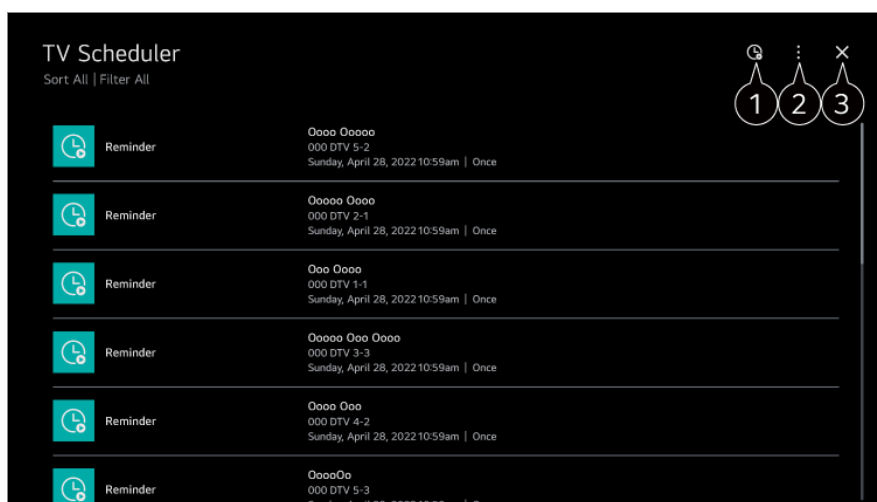 TV Scheduler
Sort All | Filter All
1 2 3
Reminder
Oooo Ooooo
000 DTV 5-2
Sunday, April 28, 2022 10:59am | Once
Reminder
Ooooo Oooo
000 DTV 2-1
Sunday, April 28, 2022 10:59am | Once
Reminder
Ooo Oooo
000 DTV 1-1
Sunday, April 28, 2022 10:59am | Once
Reminder
Ooooo Ooo Oooo
000 DTV 3-3
Sunday, April 28, 2022 10:59am | Once
Reminder
Oooo Ooo
000 DTV 4-2
Sunday, April 28, 2022 10:59am | Once
Reminder
OoooOo
000 DTV 5-3